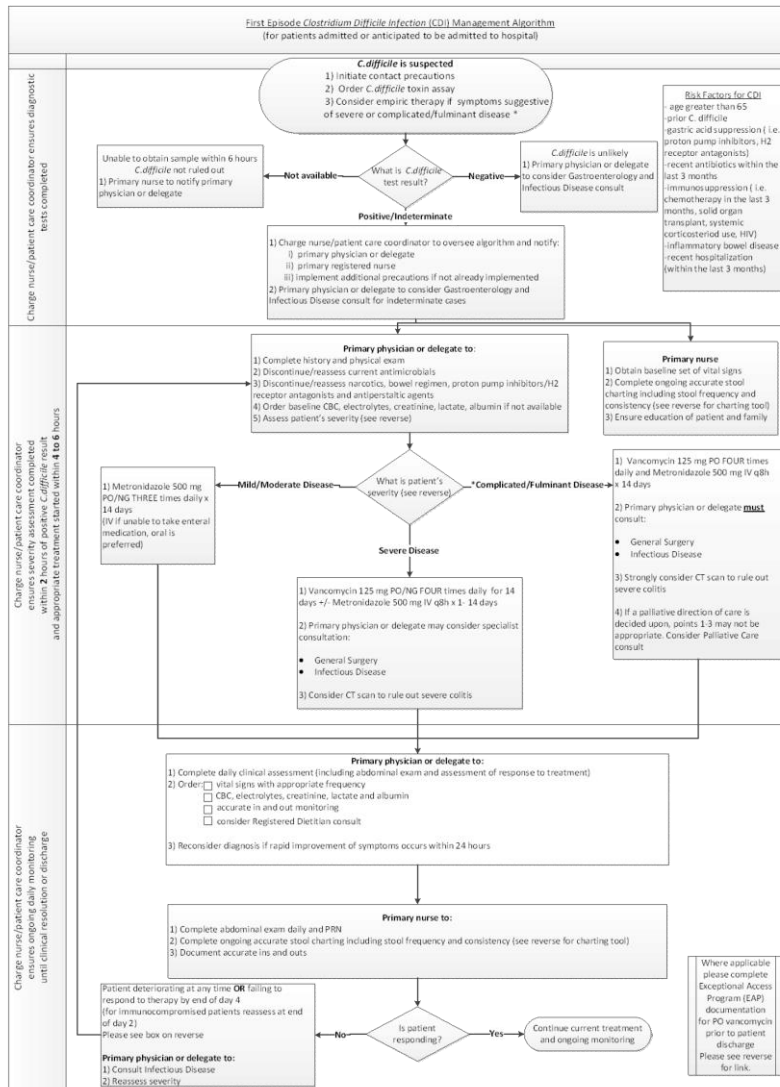 First Episode Clostridium Difficile Infection (CDI) Management Algorithm
(for patients admitted or anticipated to be admitted to hospital)
Charge nurse/patient care coordinator ensures diagnostic
tests completed
C.difficile is suspected
1) Initiate contact precautions
2) Order C.difficile toxin assay
3) Consider empiric therapy if symptoms suggestive
of severe or complicated/fulminant disease *
Risk Factors for CDI
- age greater than 65
-prior C. difficile
-gastric acid suppression ( i.e.
proton pump inhibitors, H2
receptor antagonists)
-recent antibiotics within the
last 3 months
-immunosuppression ( i.e.
chemotherapy in the last 3
months, solid organ
transplant, systemic
corticosteriod use, HIV)
-inflammatory bowel disease
-recent hospitalization
(within the last 3 months)
Unable to obtain sample within 6 hours
C.difficile not ruled out
1) Primary nurse to notify primary
physician or delegate
Not available
What is C.difficile
test result?
Negative
C.difficile is unlikely
1) Primary physician or delegate
to consider Gastroenterology and
Infectious Disease consult
Positive/Indeterminate
1) Charge nurse/patient care coordinator to oversee algorithm and notify:
i) primary physician or delegate
ii) primary registered nurse
iii) implement additional precautions if not already implemented
2) Primary physician or delegate to consider Gastroenterology and
Infectious Disease consult for indeterminate cases
Charge nurse/patient care coordinator
ensures severity assessment completed
within 2 hours of positive C.difficile result
and appropriate treatment started within 4 to 6 hours
Primary physician or delegate to:
1) Complete history and physical exam
2) Discontinue/reassess current antimicrobials
3) Discontinue/reassess narcotics, bowel regimen, proton pump inhibitors/H2
receptor antagonists and antiperstaltic agents
4) Order baseline CBC, electrolytes, creatinine, lactate, albumin if not available
5) Assess patient's severity (see reverse)
Primary nurse
1) Obtain baseline set of vital signs
2) Complete ongoing accurate stool
charting including stool frequency and
consistency (see reverse for charting tool)
3) Ensure education of patient and family
1) Metronidazole 500 mg
PO/NG THREE times daily x
14 days
(IV if unable to take enteral
medication, oral is
preferred)
Mild/Moderate Disease
What is patient's
severity (see reverse)
*Complicated/Fulminant Disease
1) Vancomycin 125 mg PO FOUR times
daily and Metronidazole 500 mg IV q8h
x 14 days
2) Primary physician or delegate must
consult:
• General Surgery
• Infectious Disease
3) Strongly consider CT scan to rule out
severe colitis
4) If a palliative direction of care is
decided upon, points 1-3 may not be
appropriate. Consider Palliative Care
consult
Severe Disease
1) Vancomycin 125 mg PO/NG FOUR times daily for 14
days +/- Metronidazole 500 mg IV q8h x 1- 14 days
2) Primary physician or delegate may consider specialist
consultation:
• General Surgery
• Infectious Disease
3) Consider CT scan to rule out severe colitis
Charge nurse/patient care coordinator
ensures ongoing daily monitoring
until clinical resolution or discharge
Primary physician or delegate to:
1) Complete daily clinical assessment (including abdominal exam and assessment of response to treatment)
2) Order: vital signs with appropriate frequency
CBC, electrolytes, creatinine, lactate and albumin
accurate in and out monitoring
consider Registered Dietitian consult
3) Reconsider diagnosis if rapid improvement of symptoms occurs within 24 hours
Primary nurse to:
1) Complete abdominal exam daily and PRN
2) Complete ongoing accurate stool charting including stool frequency and consistency (see reverse for charting tool)
3) Document accurate ins and outs
Patient deteriorating at any time OR failing to
respond to therapy by end of day 4
(for immunocompromised patients reassess at end
of day 2)
Please see box on reverse
Primary physician or delegate to:
1) Consult Infectious Disease
2) Reassess severity
No
Is patient
responding?
Yes
Continue current treatment
and ongoing monitoring
Where applicable
please complete
Exceptional Access
Program (EAP)
documentation
for PO vancomycin
prior to patient
discharge
Please see reverse
for link.